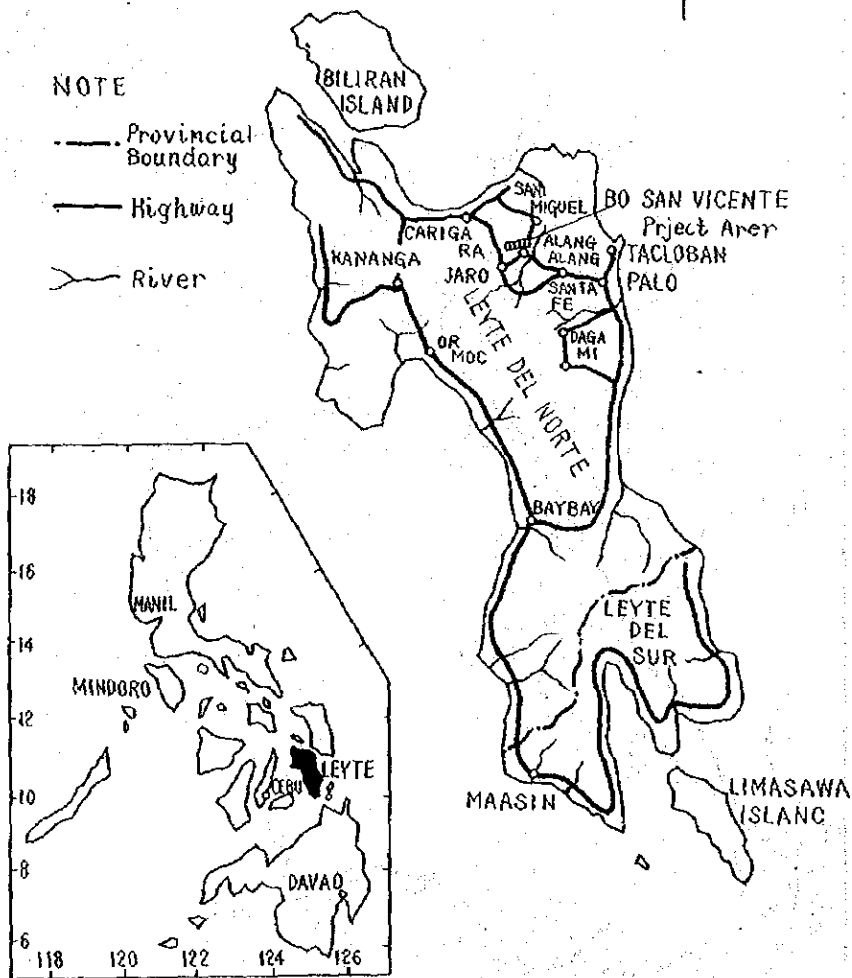 BILIRAN
ISLAND
NOTE
Provincial
Boundary
Highway
River
SAN
MIGUEL
BO SAN VICENTE
Prject Arer
CARIGA
RA
ALANG
ALANG
TACLOBAN
KANANGA
JARO
SANTA
FE
PALO
DAGA
MI
OR
MOC
LEYTE DEL NORTE
BAYBAY
LEYTE
DEL
SUR
MAASIN
LIMASAWA
ISLANC
18
16
14
12
10
8
6
MANIL
MINDORO
LEYTE
CEBU
DAVAO
118 120 122 124 126